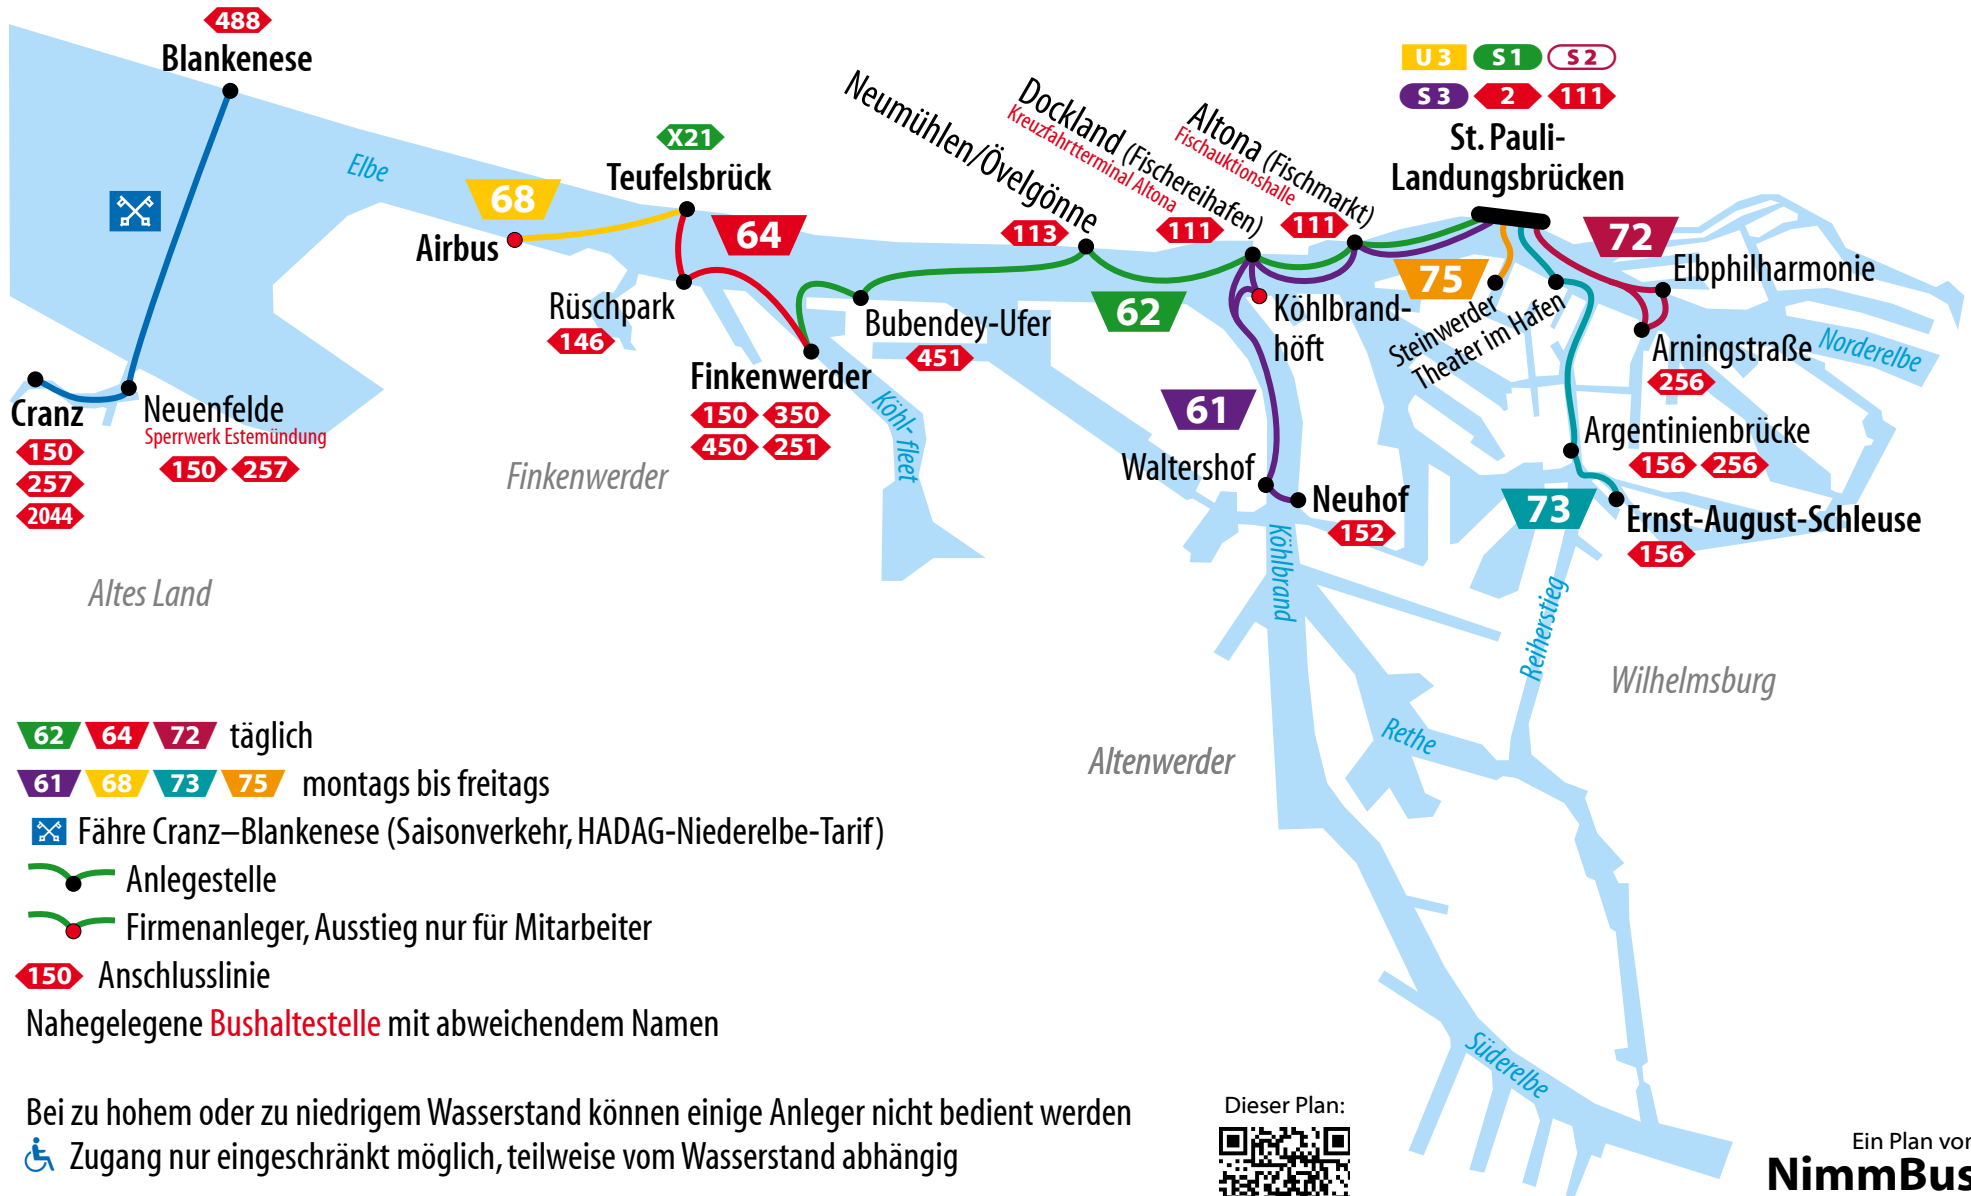 488
Blankenese
Elbe
68
Airbus
X21
Teufelsbrück
64
Rüschpark
146
Neumühlen/Övelgönne
113
Dockland (Fischereihafen)
Kreuzfahrtterminal Altona
111
Altona (Fischmarkt)
Fischauktionshalle
111
U 3 S 1 S 2
S 3 2 111
St. Pauli-
Landungsbrücken
72
75
Elbphilharmonie
Steinwerder
Theater im Hafen
Arningstraße
256
Norderelbe
62
Köhlbrand-
höft
Bubendey-Ufer
451
Finkenwerder
150 350
450 251
Köhl- fleet
Cranz
150
257
2044
Neuenfelde
Sperrwerk Estemündung
150 257
Finkenwerder
61
Waltershof
Neuhof
152
Argentinienbrücke
156 256
73
Ernst-August-Schleuse
156
Köhlbrand
Reiherstieg
Altes Land
Wilhelmsburg
Altenwerder
Rethe
Süderelbe
62 64 72 täglich
61 68 73 75 montags bis freitags
Fähre Cranz–Blankenese (Saisonverkehr, HADAG-Niederelbe-Tarif)
Anlegestelle
Firmenanleger, Ausstieg nur für Mitarbeiter
150 Anschlusslinie
Nahegelegene Bushaltestelle mit abweichendem Namen
Bei zu hohem oder zu niedrigem Wasserstand können einige Anleger nicht bedient werden
Zugang nur eingeschränkt möglich, teilweise vom Wasserstand abhängig
Dieser Plan:
Ein Plan von
NimmBus